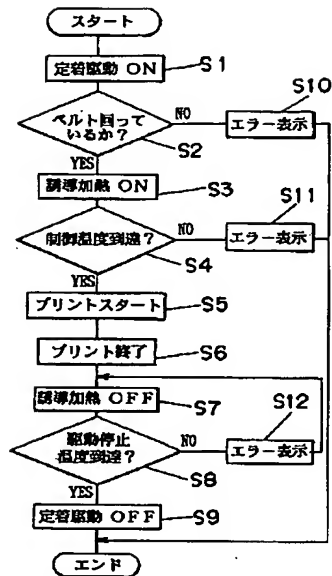 スタート
定着駆動 ON
S1
ベルト回って
いるか?
S2
NO
エラー表示
S10
YES
誘導加熱 ON
S3
制御温度到達?
S4
NO
エラー表示
S11
YES
プリントスタート
S5
プリント終了
S6
誘導加熱 OFF
S7
駆動停止
温度到達?
S8
NO
エラー表示
S12
YES
定着駆動 OFF
S9
エンド